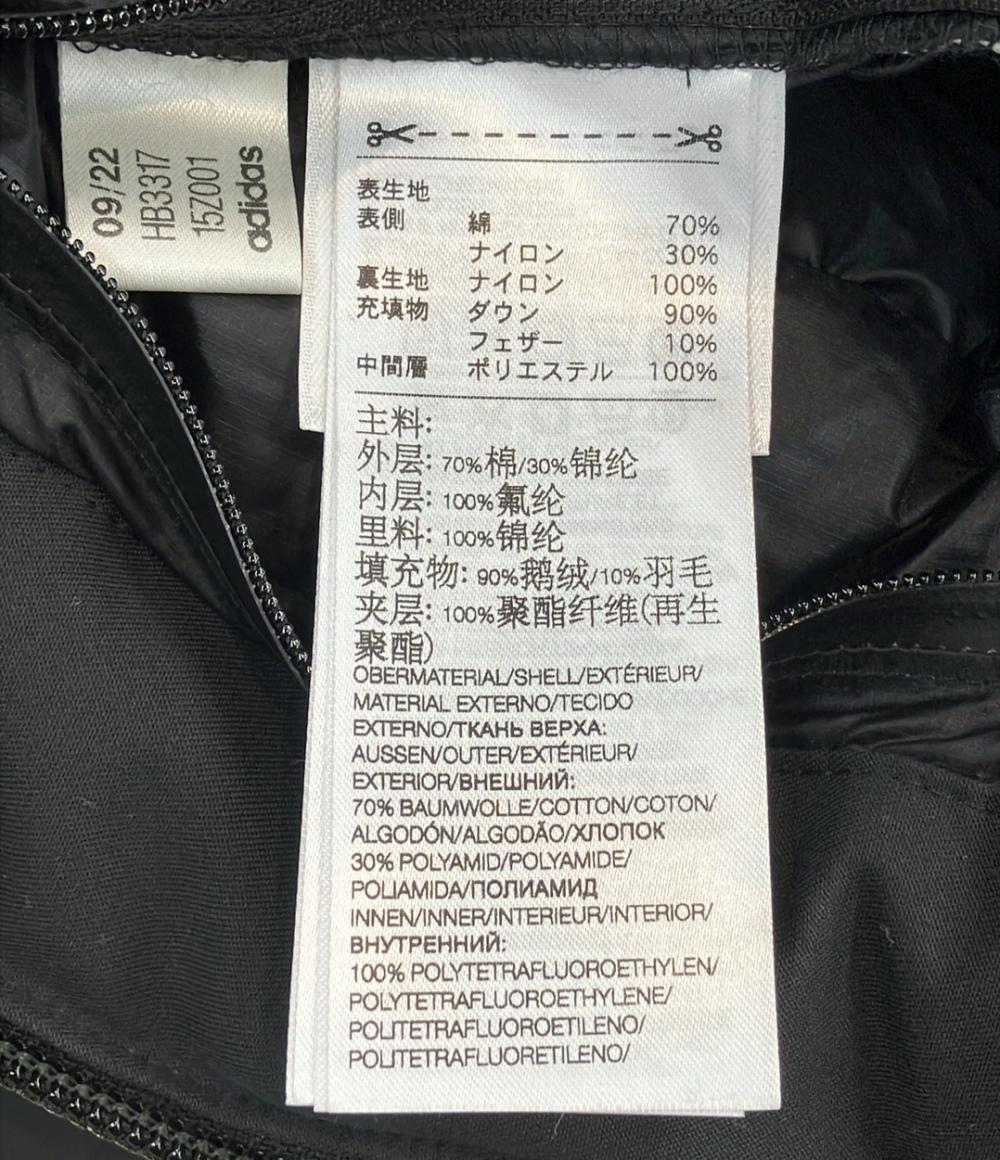 09/22
HB3317
15Z001
adidas
表生地
表側 綿 70%
ナイロン 30%
裏生地 ナイロン 100%
充填物 ダウン 90%
フェザー 10%
中間層 ポリエステル 100%
主料:
外层: 70%棉/30%锦纶
内层: 100%氟纶
里料: 100%锦纶
填充物: 90%鹅绒/10%羽毛
夹层: 100%聚酯纤维(再生
聚酯)
OBERMATERIAL/SHELL/EXTÉRIEUR/
MATERIAL EXTERNO/TECIDO
EXTERNO/ТКАНЬ ВЕРХА:
AUSSEN/OUTER/EXTÉRIEUR/
EXTERIOR/ВНЕШНИЙ:
70% BAUMWOLLE/COTTON/COTON/
ALGODÓN/ALGODÃO/ХЛОПОК
30% POLYAMID/POLYAMIDE/
POLIAMIDA/ПОЛИАМИД
INNEN/INNER/INTERIEUR/INTERIOR/
ВНУТРЕННИЙ:
100% POLYTETRAFLUOROETHYLEN/
POLYTETRAFLUOROETHYLENE/
POLITETRAFLUOROETILENO/
POLITETRAFLUORETILENO/